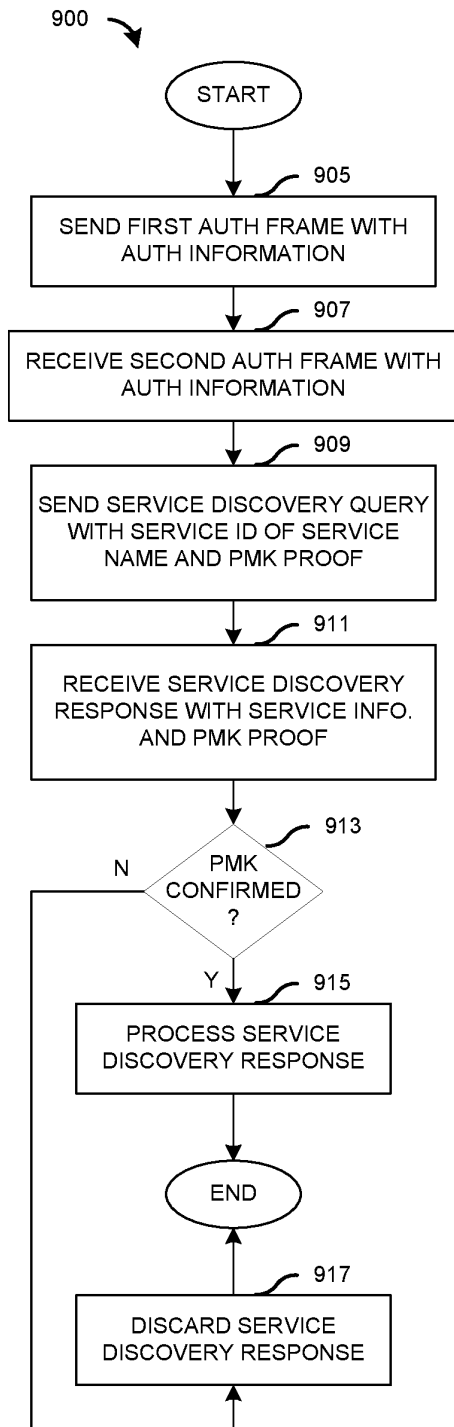 900
START
905
SEND FIRST AUTH FRAME WITH
AUTH INFORMATION
907
RECEIVE SECOND AUTH FRAME WITH
AUTH INFORMATION
909
SEND SERVICE DISCOVERY QUERY
WITH SERVICE ID OF SERVICE
NAME AND PMK PROOF
911
RECEIVE SERVICE DISCOVERY
RESPONSE WITH SERVICE INFO.
AND PMK PROOF
913
N
PMK
CONFIRMED
?
Y
915
PROCESS SERVICE
DISCOVERY RESPONSE
END
917
DISCARD SERVICE
DISCOVERY RESPONSE